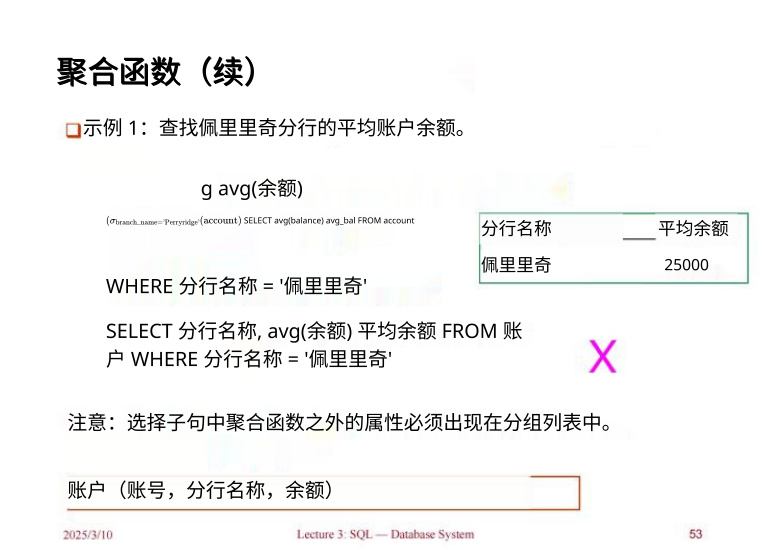 聚合函数（续）
示例 1：查找佩里里奇分行的平均账户余额。
g avg(余额)
(σbranch_name='Perryridge'(account) SELECT avg(balance) avg_bal FROM account
分行名称 ___ 平均余额
佩里里奇 25000
WHERE 分行名称 = '佩里里奇'
SELECT 分行名称, avg(余额) 平均余额 FROM 账
户 WHERE 分行名称 = '佩里里奇'
X
注意：选择子句中聚合函数之外的属性必须出现在分组列表中。
账户（账号，分行名称，余额）
2025/3/10 Lecture 3: SQL — Database System 53